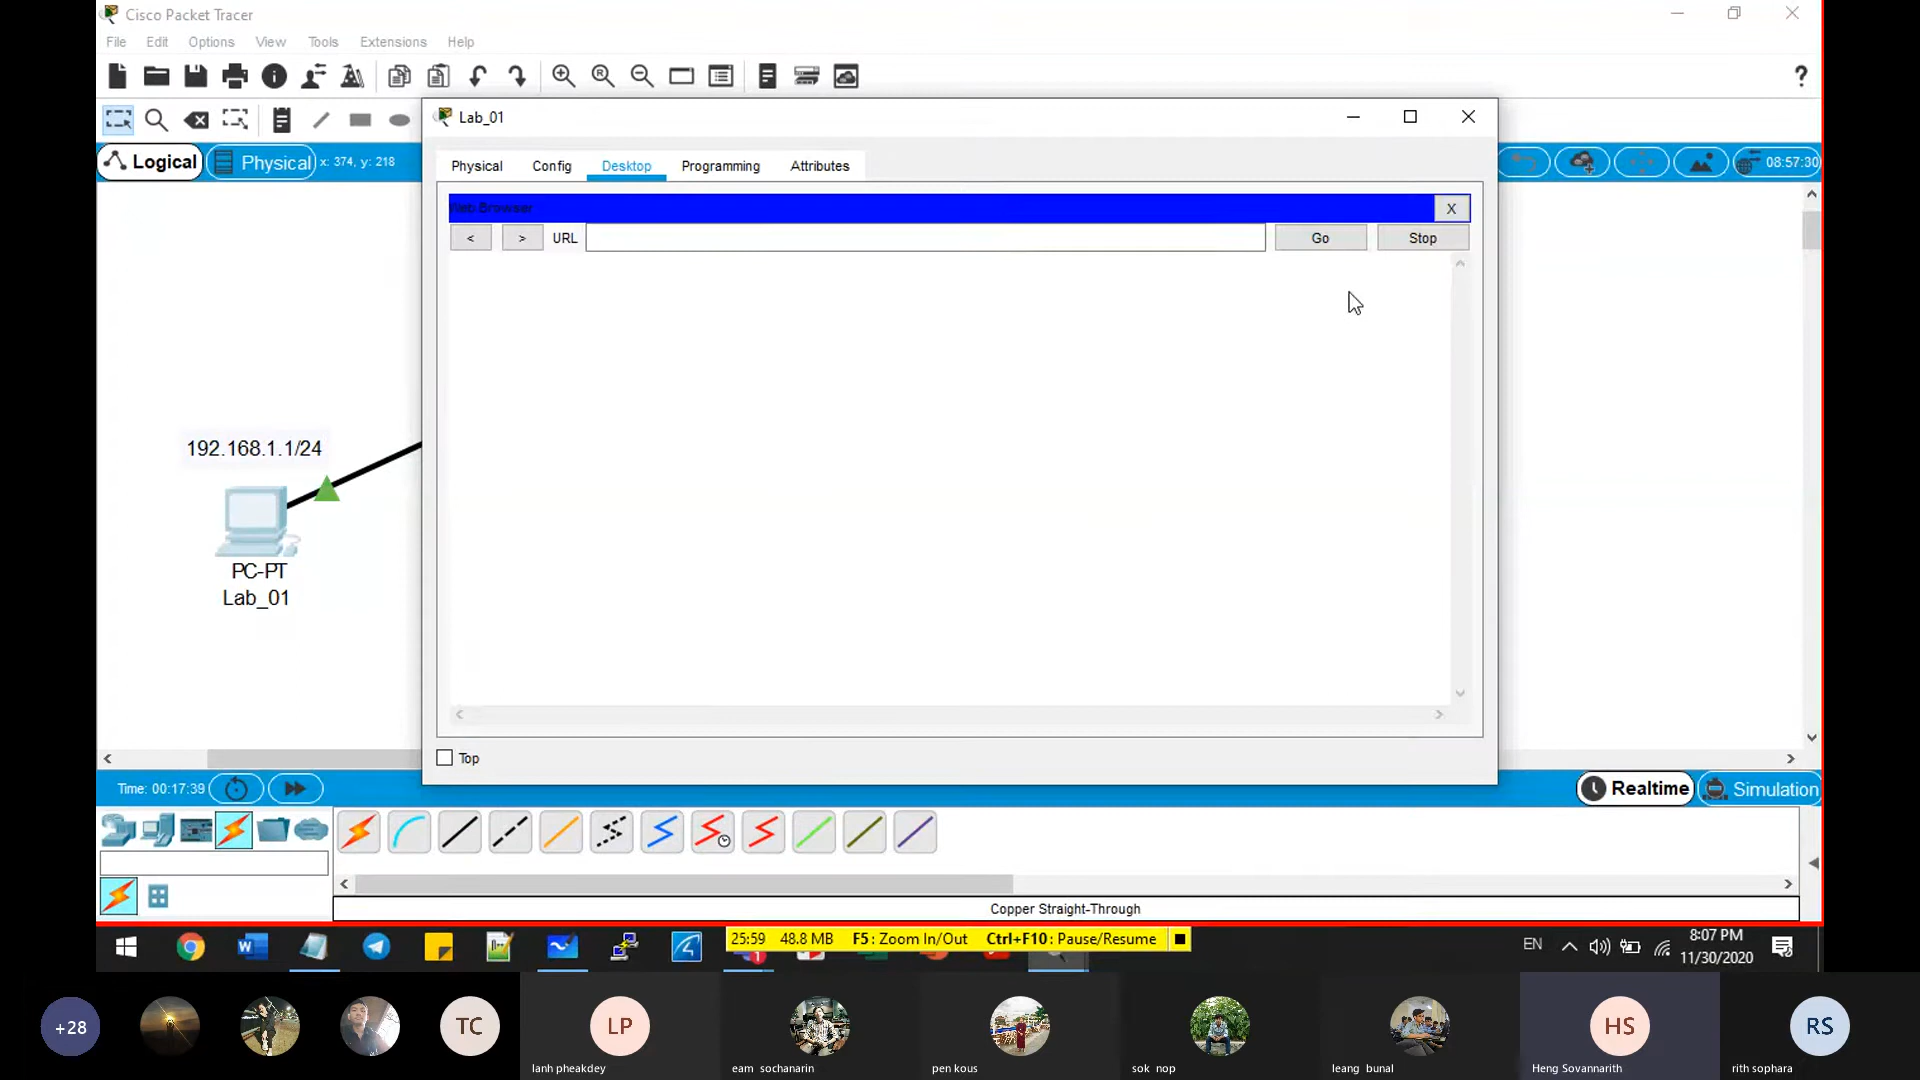 Cisco Packet Tracer
File Edit Options View Tools Extensions Help
?
Lab_01
Logical Physical x: 374, y: 218 08:57:30
Physical Config Desktop Programming Attributes
Web Browser X
< > URL Go Stop
192.168.1.1/24
PC-PT
Lab_01
Top
Time: 00:17:39 Realtime Simulation
Copper Straight-Through
25:59 48.8 MB F5: Zoom In/Out Ctrl+F10: Pause/Resume
EN 8:07 PM
11/30/2020
+28 TC LP HS RS
lanh pheakdey eam sochanarin pen kous sok nop leang bunal Heng Sovannarith rith sophara